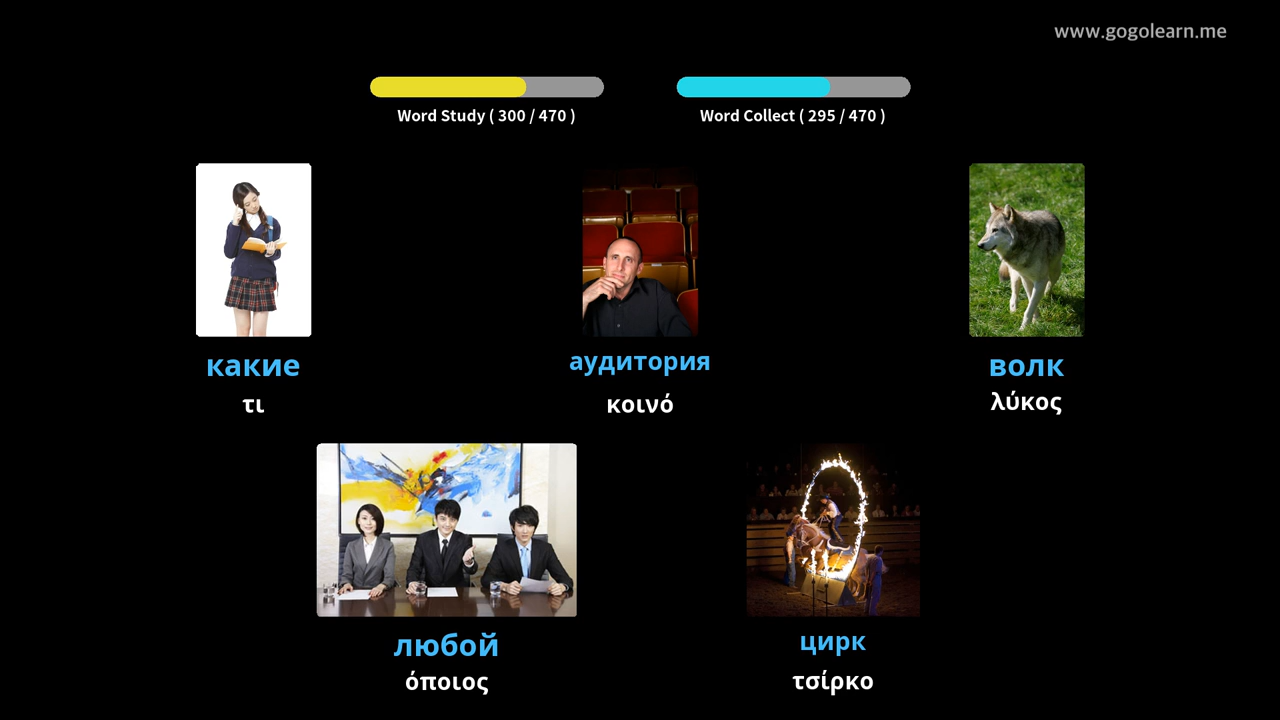 www.gogolearn.me
Word Study ( 300 / 470 )
Word Collect ( 295 / 470 )
какие
τι
аудитория
κοινό
волк
λύκος
любой
όποιος
цирк
τσίρκο